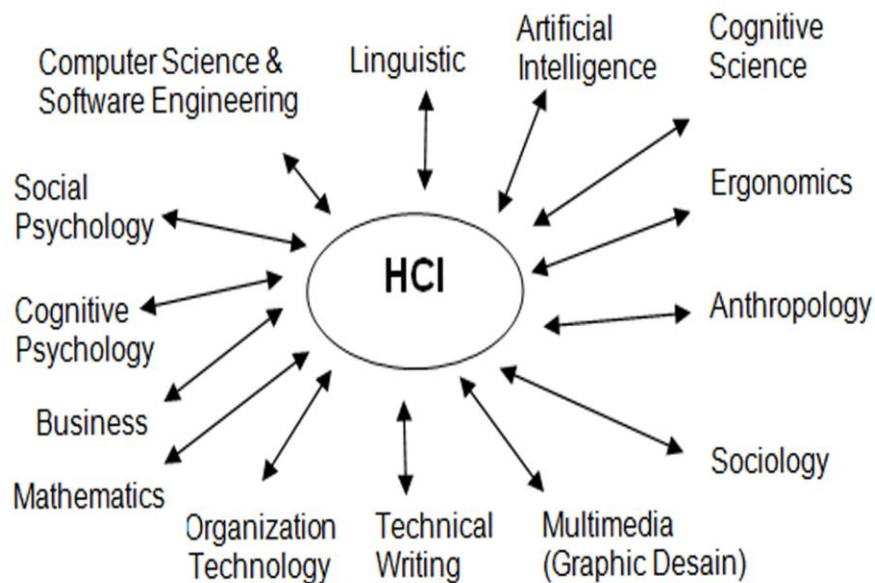 Computer Science &
Software Engineering
Linguistic
Artificial
Intelligence
Cognitive
Science
Social
Psychology
Ergonomics
HCI
Cognitive
Psychology
Anthropology
Business
Sociology
Mathematics
Organization
Technology
Technical
Writing
Multimedia
(Graphic Desain)